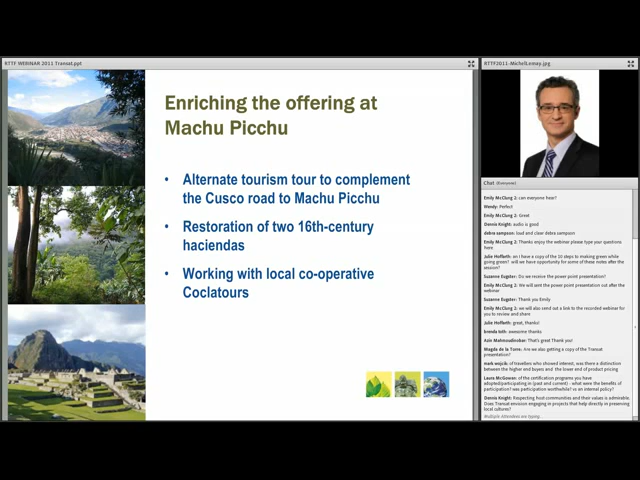 RTTF WEBINAR 2011 Transat.ppt
Enriching the offering at
Machu Picchu
• Alternate tourism tour to complement
the Cusco road to Machu Picchu
• Restoration of two 16th-century
haciendas
• Working with local co-operative
Coclatours
RTTF2011-MichelLemay.jpg
Chat (Everyone)
Emily McClung 2: can everyone hear?
Wendy: Perfect
Emily McClung 2: Great
Dennis Knight: audio is good
debra sampson: loud and clear debra sampson
Emily McClung 2: Thanks enjoy the webinar please type your questions
here
Julie Hoffseth: an I have a copy of the 10 steps to making green while
going green? will we have opportunity for some of those notes after the
session?
Suzanne Eugster: Do we receive the power point presentation?
Emily McClung 2: We will sent the power point presentation out after the
webinar
Suzanne Eugster: Thank you Emily
Emily McClung 2: we will also send out a link to the recorded webinar for
you to review and share
Julie Hoffseth: great, thanks!
brenda teth: awesome thanks
Azin Mahmoudroher: That's great Thank you!
Magda de la Torre: Are we also getting a copy of the Transat
presentation?
mark wojcik: of travellers who showed interest, was there a distinction
between the higher end buyers and the lower end of product pricing
Laura McGowan: of the certification programs you have
adopted/participating in (past and current) - what were the benefits of
participation? was participation worthwhile? vs an internal policy?
Dennis Knight: Respecting host communities and their values is admirable.
Does Transat envision engaging in projects that help directly in preserving
local cultures?
Multiple Attendees are typing...